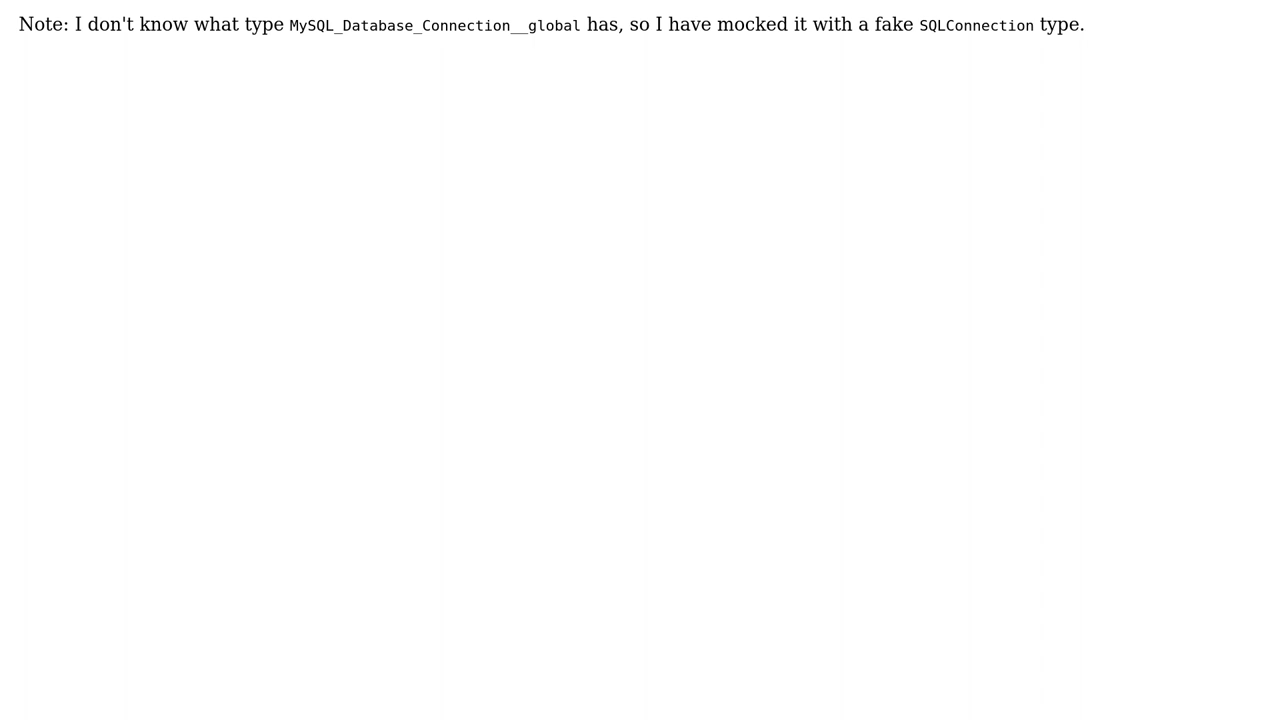 Note: I don't know what type MySQL_Database_Connection__global has, so I have mocked it with a fake SQLConnection type.